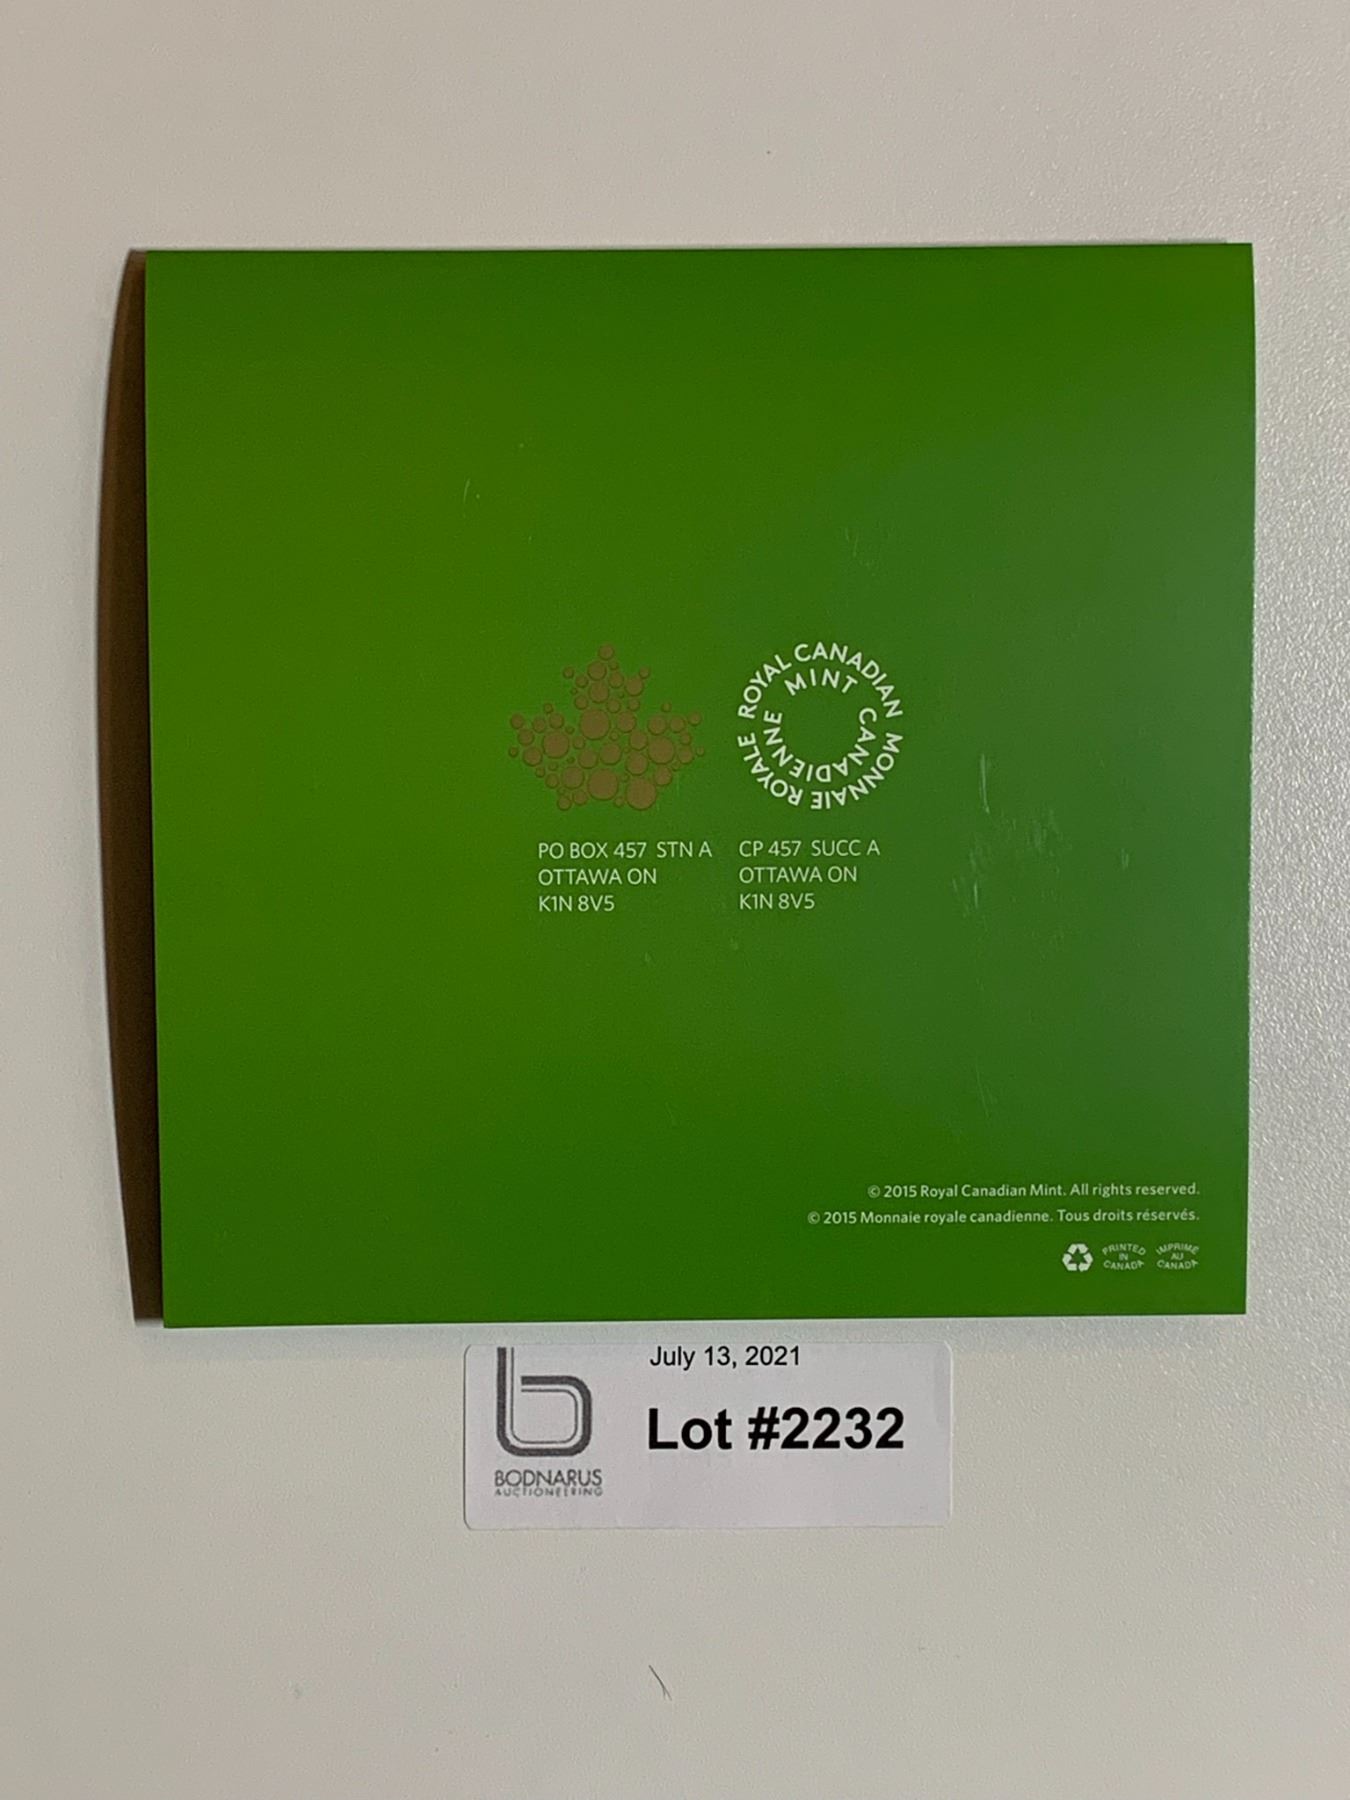 ROYAL CANADIAN MINT
MONNAIE ROYALE CANADIENNE
PO BOX 457 STN A
OTTAWA ON
K1N 8V5
CP 457 SUCC A
OTTAWA ON
K1N 8V5
© 2015 Royal Canadian Mint. All rights reserved.
© 2015 Monnaie royale canadienne. Tous droits réservés.
PRINTED
IN
CANADA
IMPRIMÉ
AU
CANADA
July 13, 2021
Lot #2232
b
BODNARUS
AUCTIONEERING